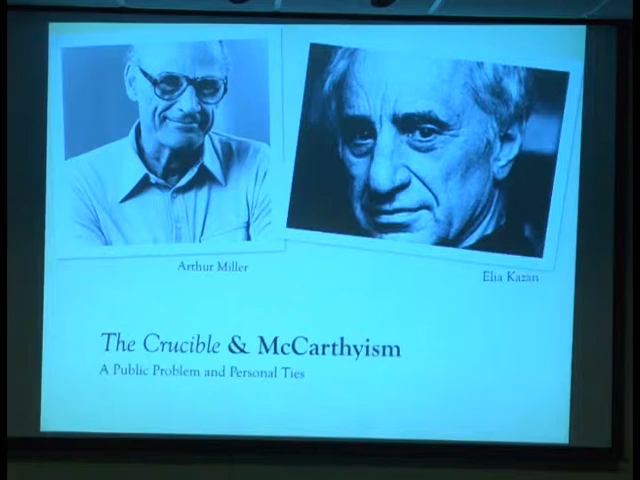 Arthur Miller
Elia Kazan
The Crucible & McCarthyism
A Public Problem and Personal Ties